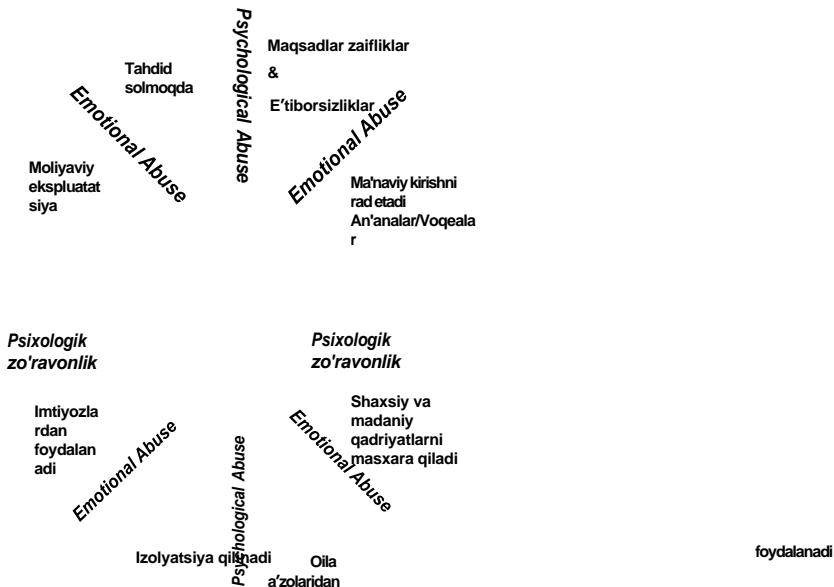 Psychological Abuse
Maqsadlar zaifliklar
&
E'tiborsizliklar
Tahdid
solmoqda
Emotional Abuse
Emotional Abuse
Moliyaviy
ekspluatat
siya
Ma'naviy kirishni
rad etadi
An'analar/Voqeala
r
Psixologik
zo'ravonlik
Psixologik
zo'ravonlik
Imtiyozla
rdan
foydalan
adi
Emotional Abuse
Psychological Abuse
Emotional Abuse
Shaxsiy va
madaniy
qadriyatlarni
masxara qiladi
Izolyatsiya qilinadi
Oila
a'zolaridan
foydalanadi